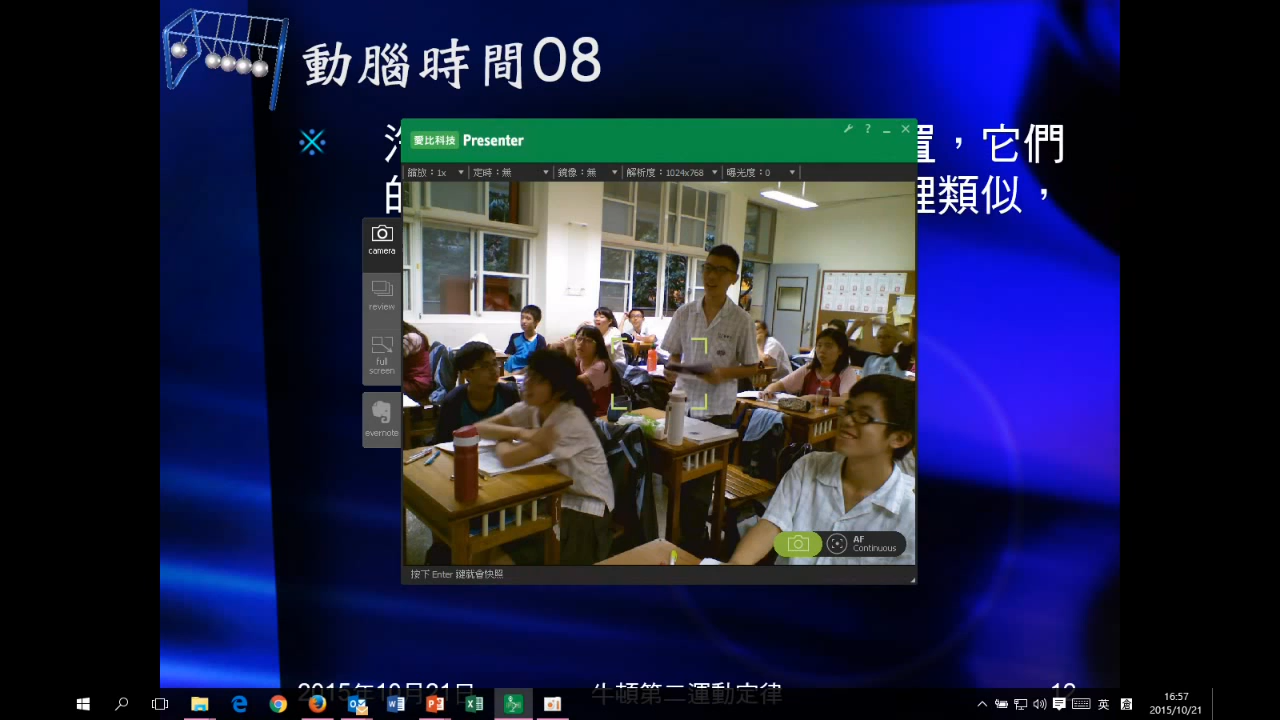 動腦時間08
置，它們
的
理類似，
愛比科技 Presenter
縮放：1x 定時：無 鏡像：無 解析度：1024x768 曝光度：0
camera
review
full
screen
evernote
AF
Continuous
按下 Enter 鍵就會快照
2015年10月21日 牛頓第二運動定律 12
英
16:57
2015/10/21